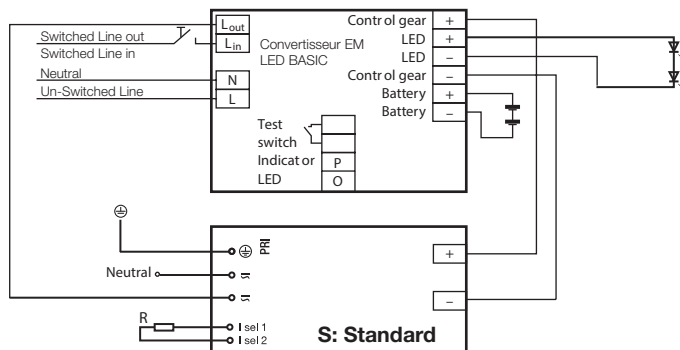 Switched Line out
Switched Line in
Neutral
Un-Switched Line
Lout
Lin
N
L
Convertisseur EM
LED BASIC
Control gear +
LED +
LED –
Control gear –
Battery +
Battery –
Test
switch
Indicator P
LED O
PRI
Neutral
~
~
R
I sel 1
I sel 2
+
–
S: Standard